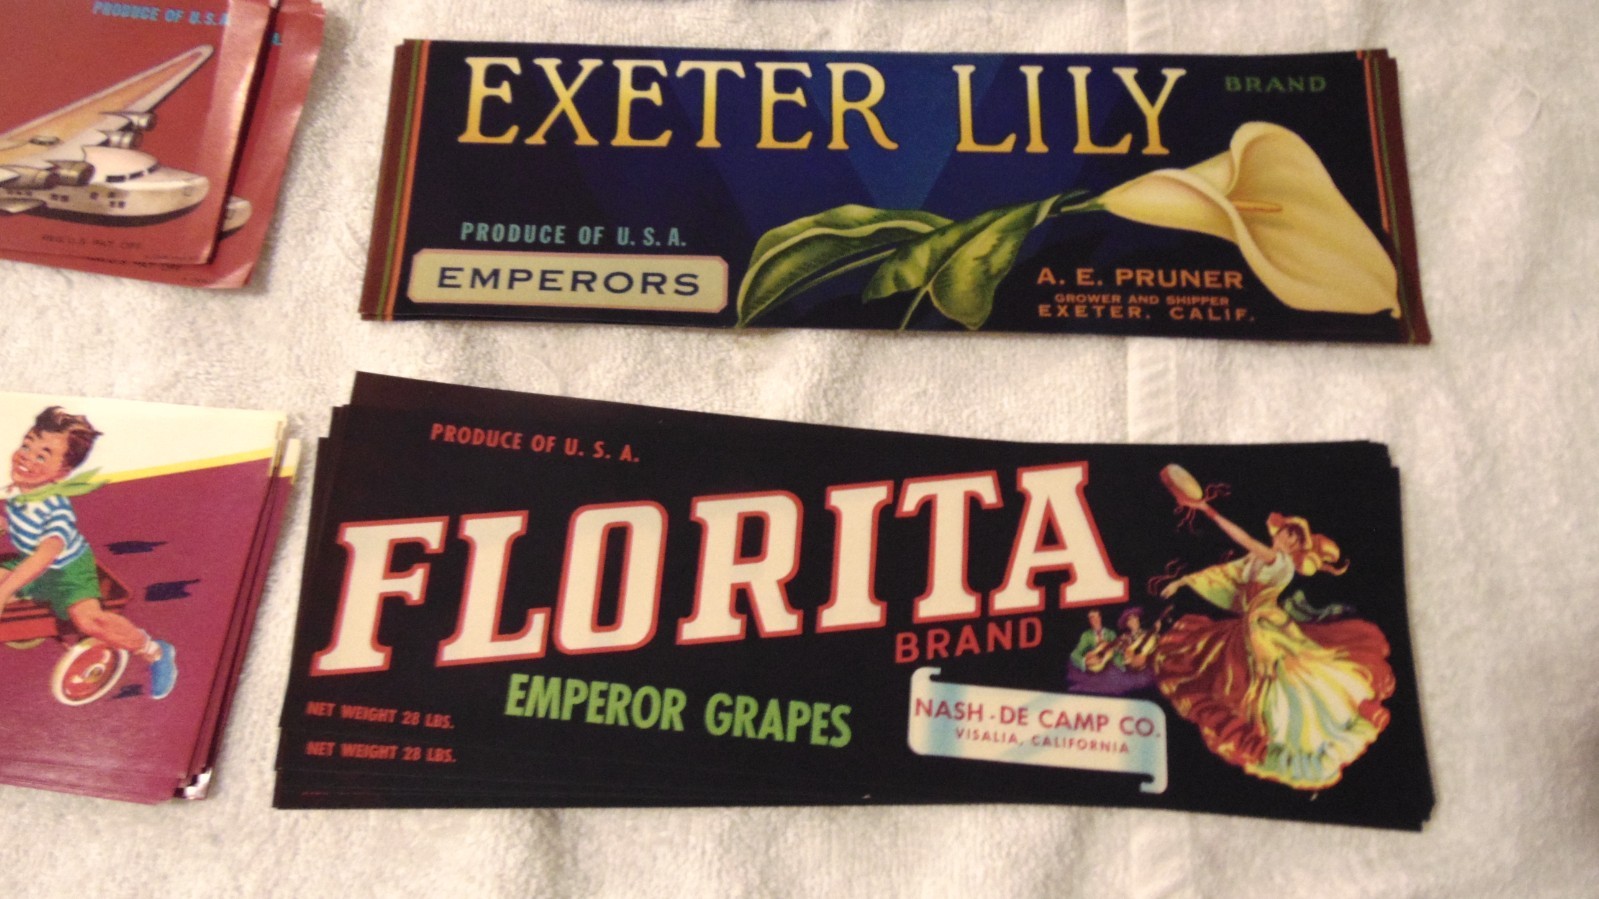 PRODUCE OF U.S.A.
EXETER LILY
BRAND
PRODUCE OF U.S.A.
EMPERORS
A. E. PRUNER
GROWER AND SHIPPER
EXETER, CALIF.
PRODUCE OF U. S. A.
FLORITA
BRAND
EMPEROR GRAPES
NET WEIGHT 28 LBS.
NET WEIGHT 28 LBS.
NASH-DE CAMP CO.
VISALIA, CALIFORNIA